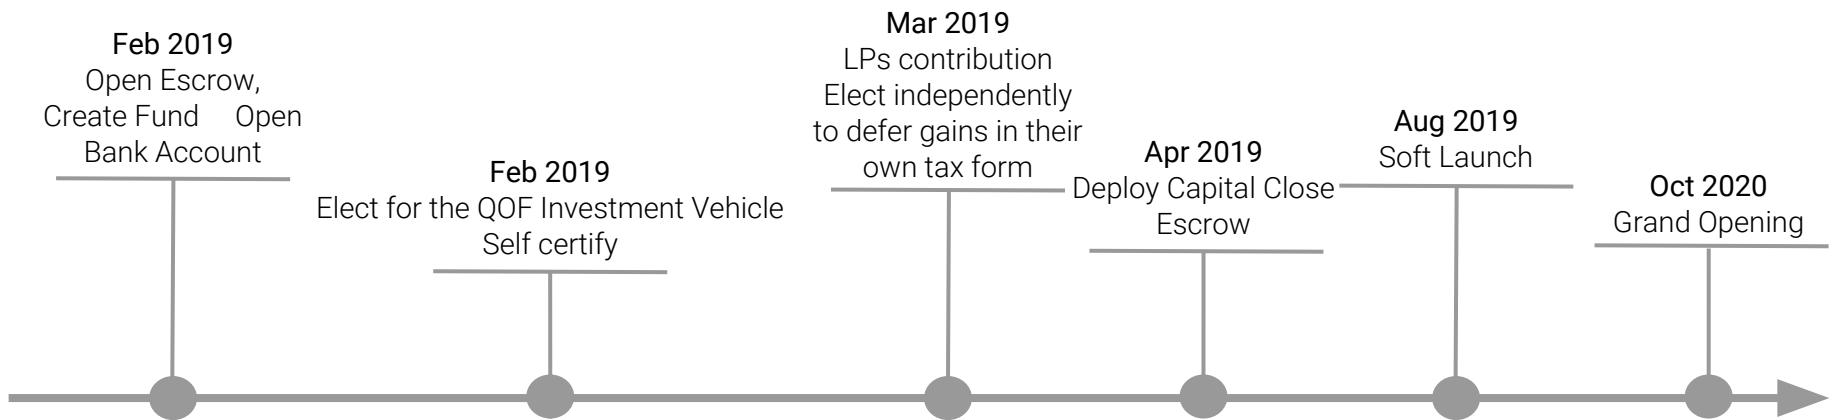 Feb 2019
Open Escrow,
Create Fund Open
Bank Account
Feb 2019
Elect for the QOF Investment Vehicle
Self certify
Mar 2019
LPs contribution
Elect independently
to defer gains in their
own tax form
Apr 2019
Deploy Capital Close
Escrow
Aug 2019
Soft Launch
Oct 2020
Grand Opening